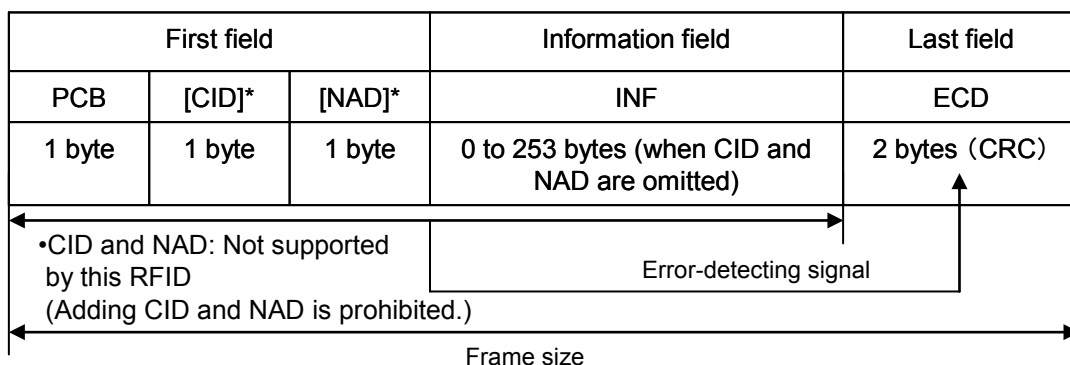 First field Information field Last field
PCB [CID]* [NAD]* INF ECD
1 byte 1 byte 1 byte 0 to 253 bytes (when CID and 2 bytes（CRC）
NAD are omitted)
•CID and NAD: Not supported
by this RFID
Error-detecting signal
(Adding CID and NAD is prohibited.)
Frame size